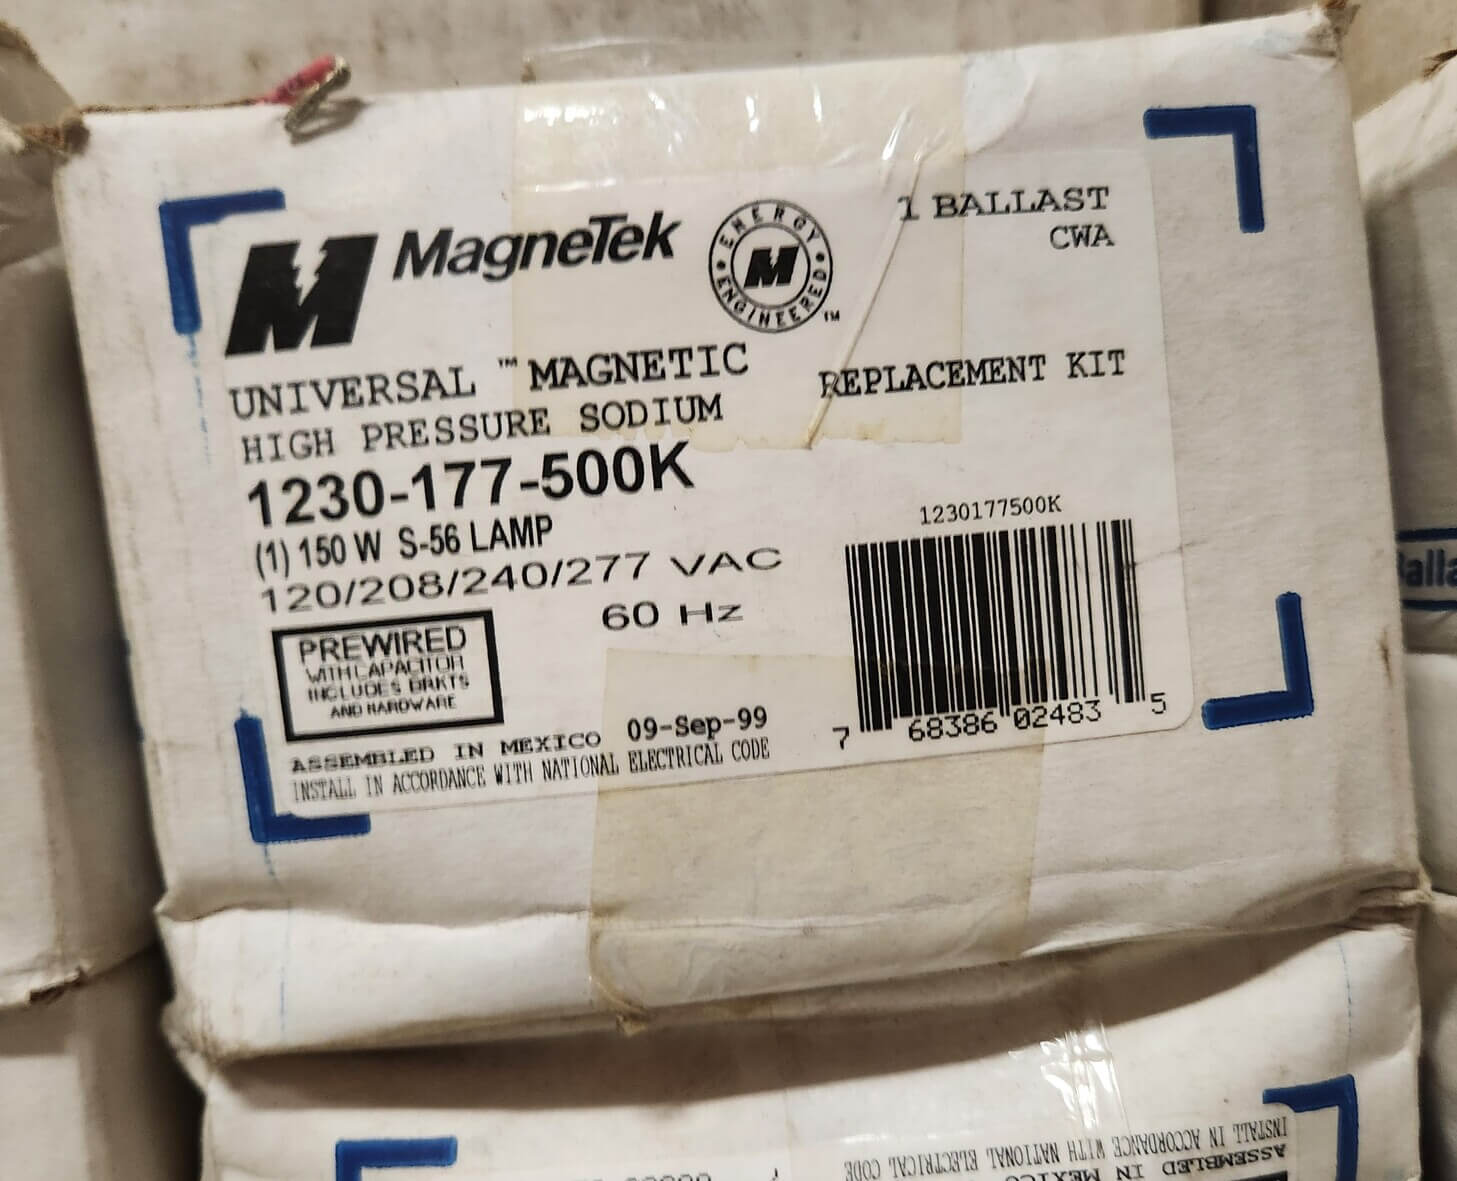 MagneTek
ENERGY ENGINEERED ™
1 BALLAST
CWA
UNIVERSAL ™ MAGNETIC
HIGH PRESSURE SODIUM
REPLACEMENT KIT
1230-177-500K
(1) 150 W S-56 LAMP
120/208/240/277 VAC
60 Hz
1230177500K
PREWIRED
WITH CAPACITOR
INCLUDES BRKTS
AND HARDWARE
7 68386 02483 5
ASSEMBLED IN MEXICO 09-Sep-99
INSTALL IN ACCORDANCE WITH NATIONAL ELECTRICAL CODE
INSTALL IN ACCORDANCE WITH NATIONAL ELECTRICAL CODE
ASSEMBLED IN MEXICO